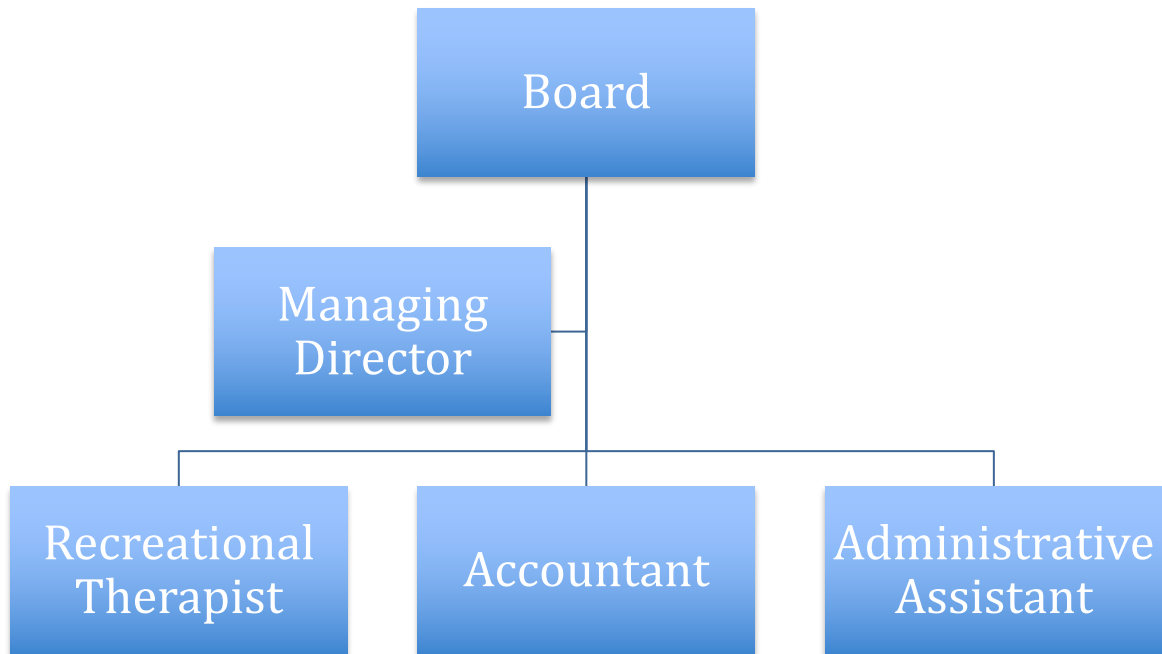 Board
Managing
Director
Recreational
Therapist
Accountant
Administrative
Assistant